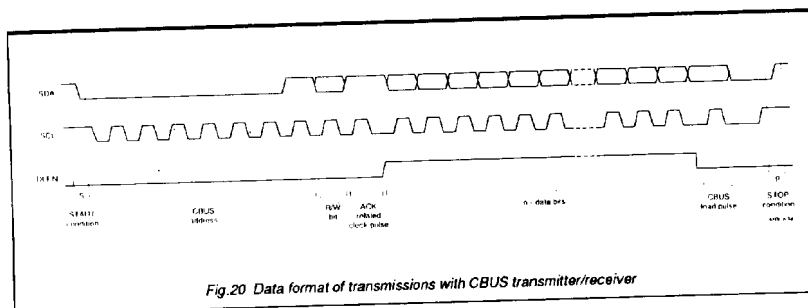 SDA
SCL
DLEN
S
P
START condition
CBUS address
R/W bit
ACK related clock pulse
n - data bits
CBUS load pulse
STOP condition
Fig.20 Data format of transmissions with CBUS transmitter/receiver